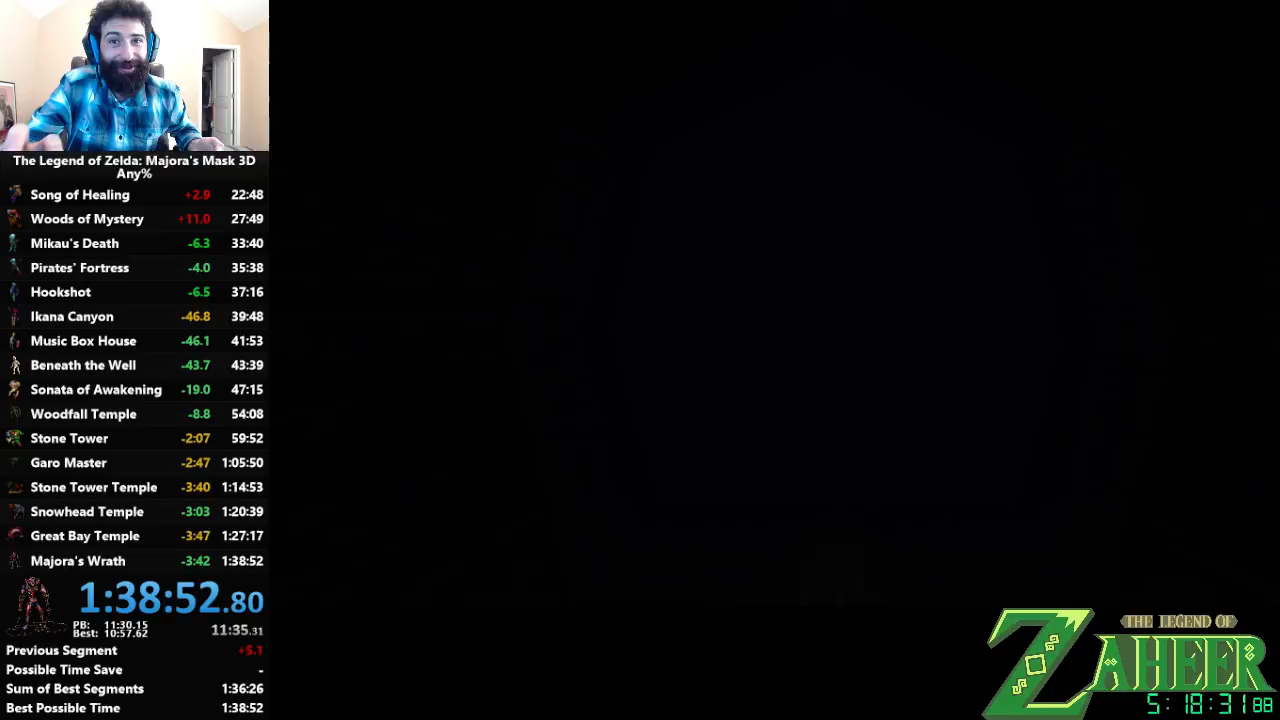 The Legend of Zelda: Majora's Mask 3D
Any%
Song of Healing +2.9 22:48
Woods of Mystery +11.0 27:49
Mikau's Death -6.3 33:40
Pirates' Fortress -4.0 35:38
Hookshot -6.5 37:16
Ikana Canyon -46.8 39:48
Music Box House -46.1 41:53
Beneath the Well -43.7 43:39
Sonata of Awakening -19.0 47:15
Woodfall Temple -8.8 54:08
Stone Tower -2:07 59:52
Garo Master -2:47 1:05:50
Stone Tower Temple -3:40 1:14:53
Snowhead Temple -3:03 1:20:39
Great Bay Temple -3:47 1:27:17
Majora's Wrath -3:42 1:38:52
1:38:52.80
PB: 11:30.15
Best: 10:57.62 11:35.31
Previous Segment +5.1
Possible Time Save -
Sum of Best Segments 1:36:26
Best Possible Time 1:38:52
THE LEGEND OF
ZAHEER
5:18:31 88